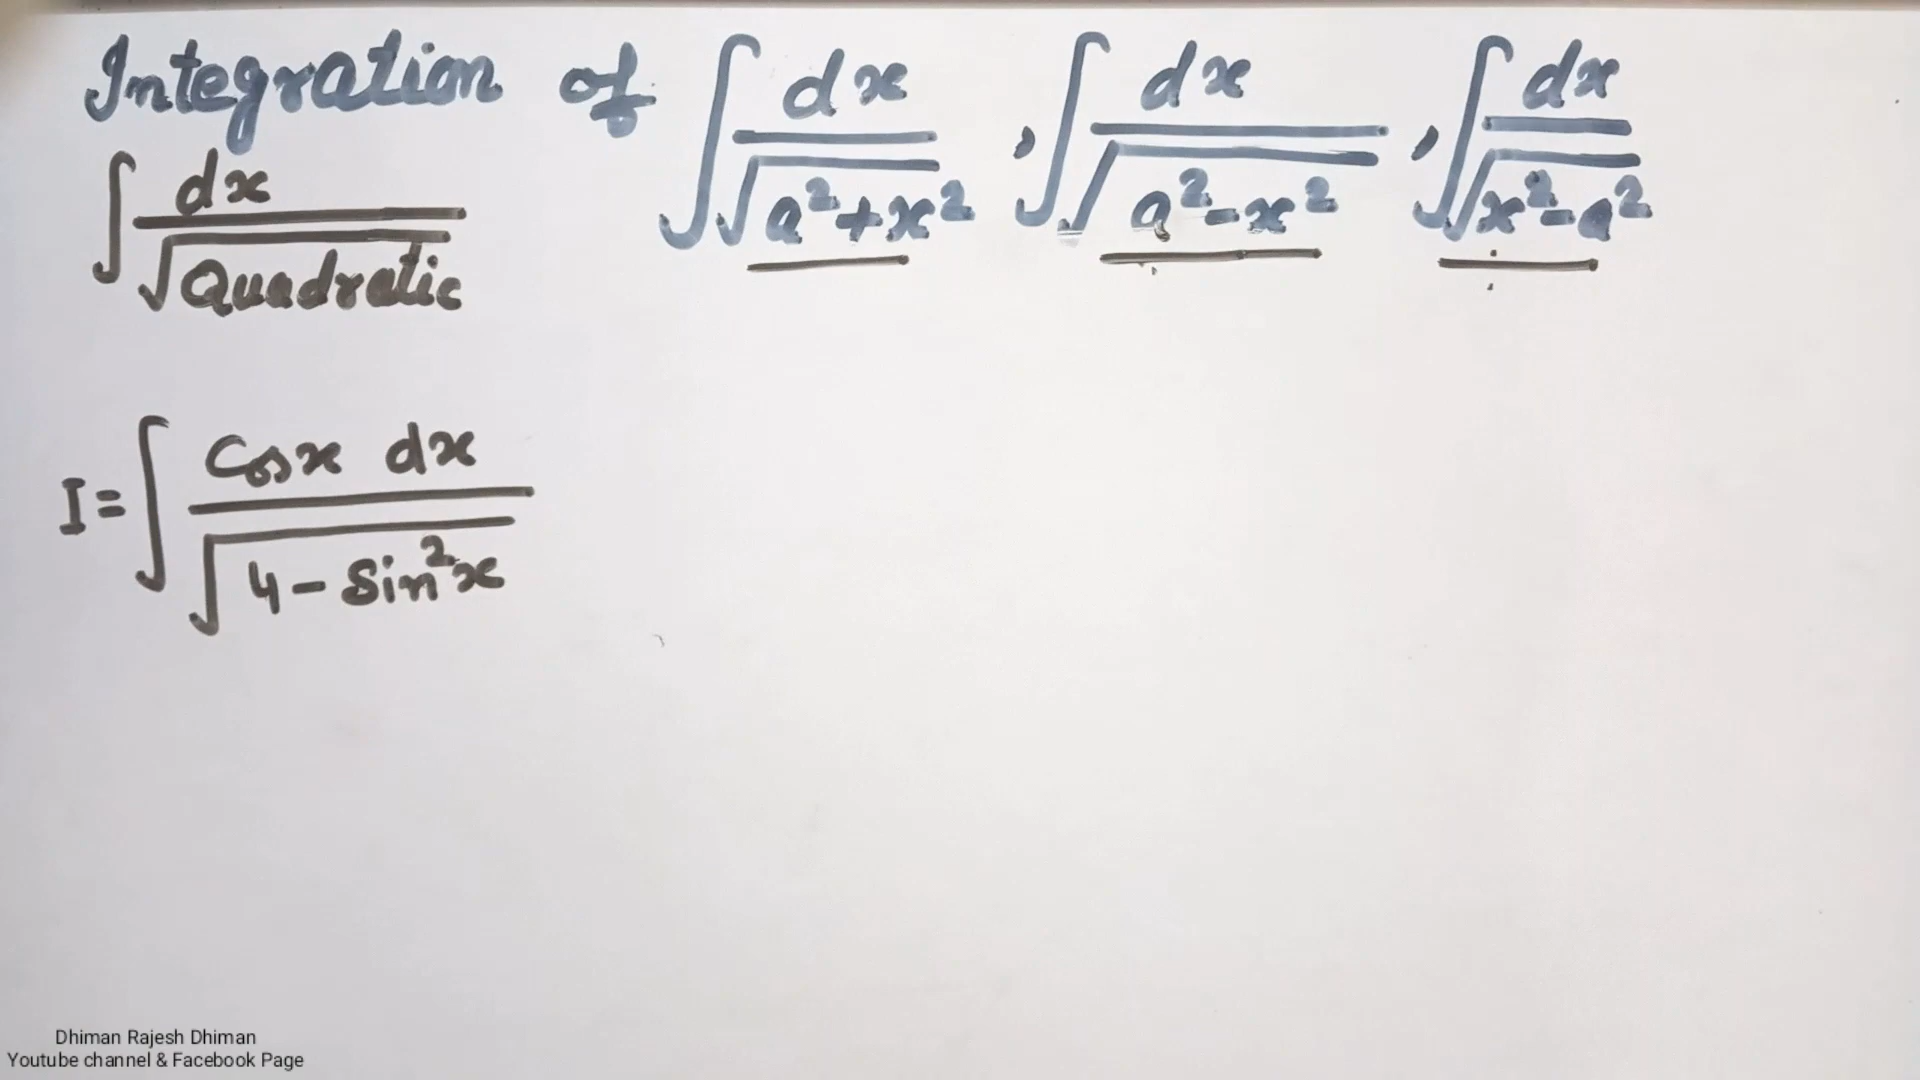 Integration of ∫ dx / √(a²+x²) , ∫ dx / √(a²-x²) , ∫ dx / √(x²-a²)
∫ dx / √Quadratic
I = ∫ Cosx dx / √(4 - Sin²x)
Dhiman Rajesh Dhiman
Youtube channel & Facebook Page